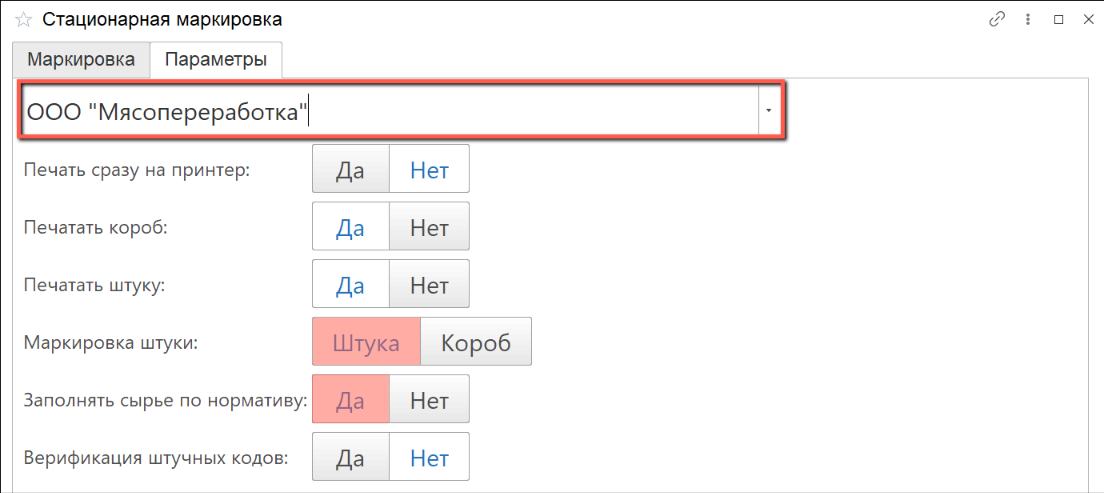 Стационарная маркировка
Маркировка Параметры
ООО "Мясопереработка"
Печать сразу на принтер: Да Нет
Печатать короб: Да Нет
Печатать штуку: Да Нет
Маркировка штуки: Штука Короб
Заполнять сырье по нормативу: Да Нет
Верификация штучных кодов: Да Нет